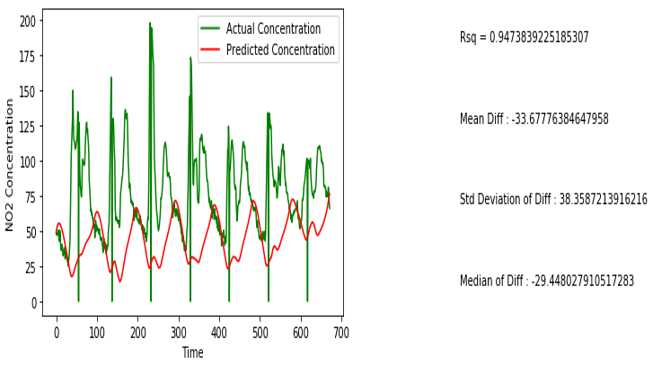 200
175
150
125
100
75
50
25
0
NO2 Concentration
Actual Concentration
Predicted Concentration
0 100 200 300 400 500 600 700
Time
Rsq = 0.9473839225185307
Mean Diff : -33.67776384647958
Std Deviation of Diff : 38.3587213916216
Median of Diff : -29.448027910517283